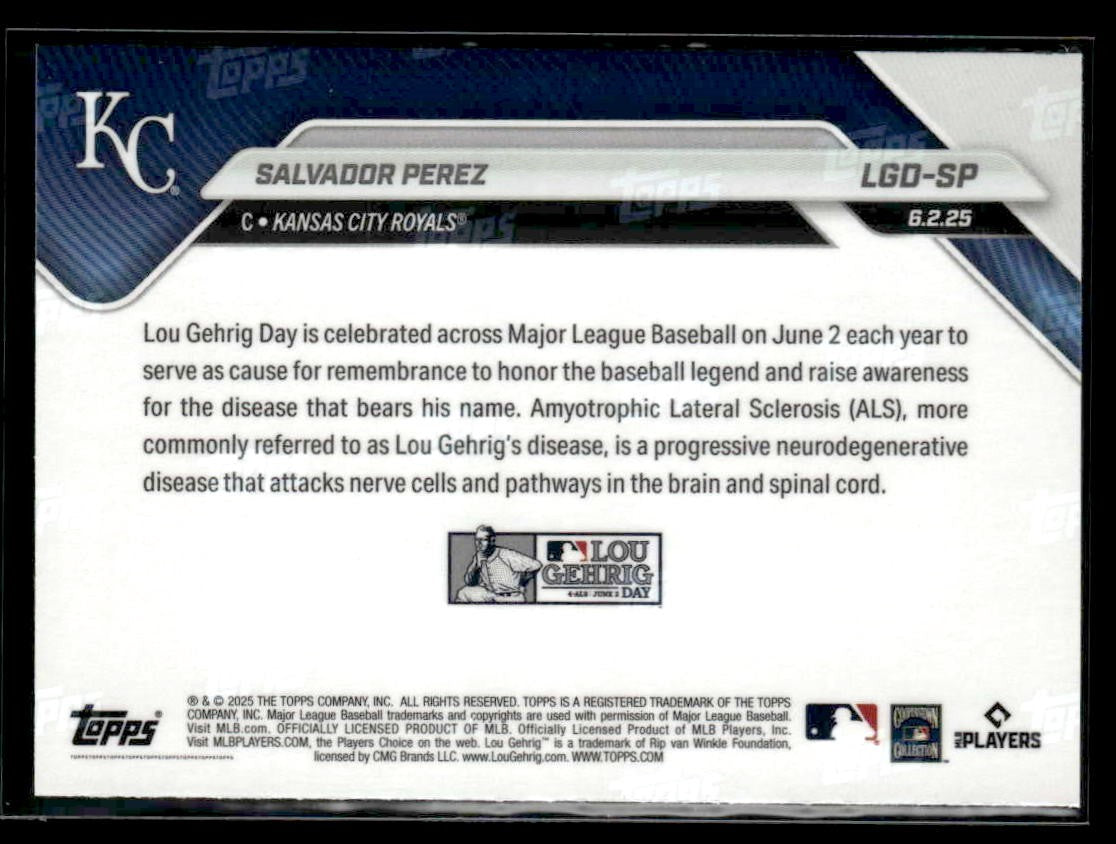 KC®
SALVADOR PEREZ
LGD-SP
C • KANSAS CITY ROYALS®
6.2.25
Lou Gehrig Day is celebrated across Major League Baseball on June 2 each year to
serve as cause for remembrance to honor the baseball legend and raise awareness
for the disease that bears his name. Amyotrophic Lateral Sclerosis (ALS), more
commonly referred to as Lou Gehrig's disease, is a progressive neurodegenerative
disease that attacks nerve cells and pathways in the brain and spinal cord.
LOU
GEHRIG
4-ALS JUNE 2 DAY
® & © 2025 THE TOPPS COMPANY, INC. ALL RIGHTS RESERVED. TOPPS IS A REGISTERED TRADEMARK OF THE TOPPS
COMPANY, INC. Major League Baseball trademarks and copyrights are used with permission of Major League Baseball.
Visit MLB.com. OFFICIALLY LICENSED PRODUCT OF MLB. Officially Licensed Product of MLB Players, Inc.
Visit MLBPLAYERS.COM, the Players Choice on the web. Lou Gehrig™ is a trademark of Rip van Winkle Foundation,
licensed by CMG Brands LLC. www.LouGehrig.com. WWW.TOPPS.COM
Topps®
COOPERSTOWN
COLLECTION
MLB PLAYERS